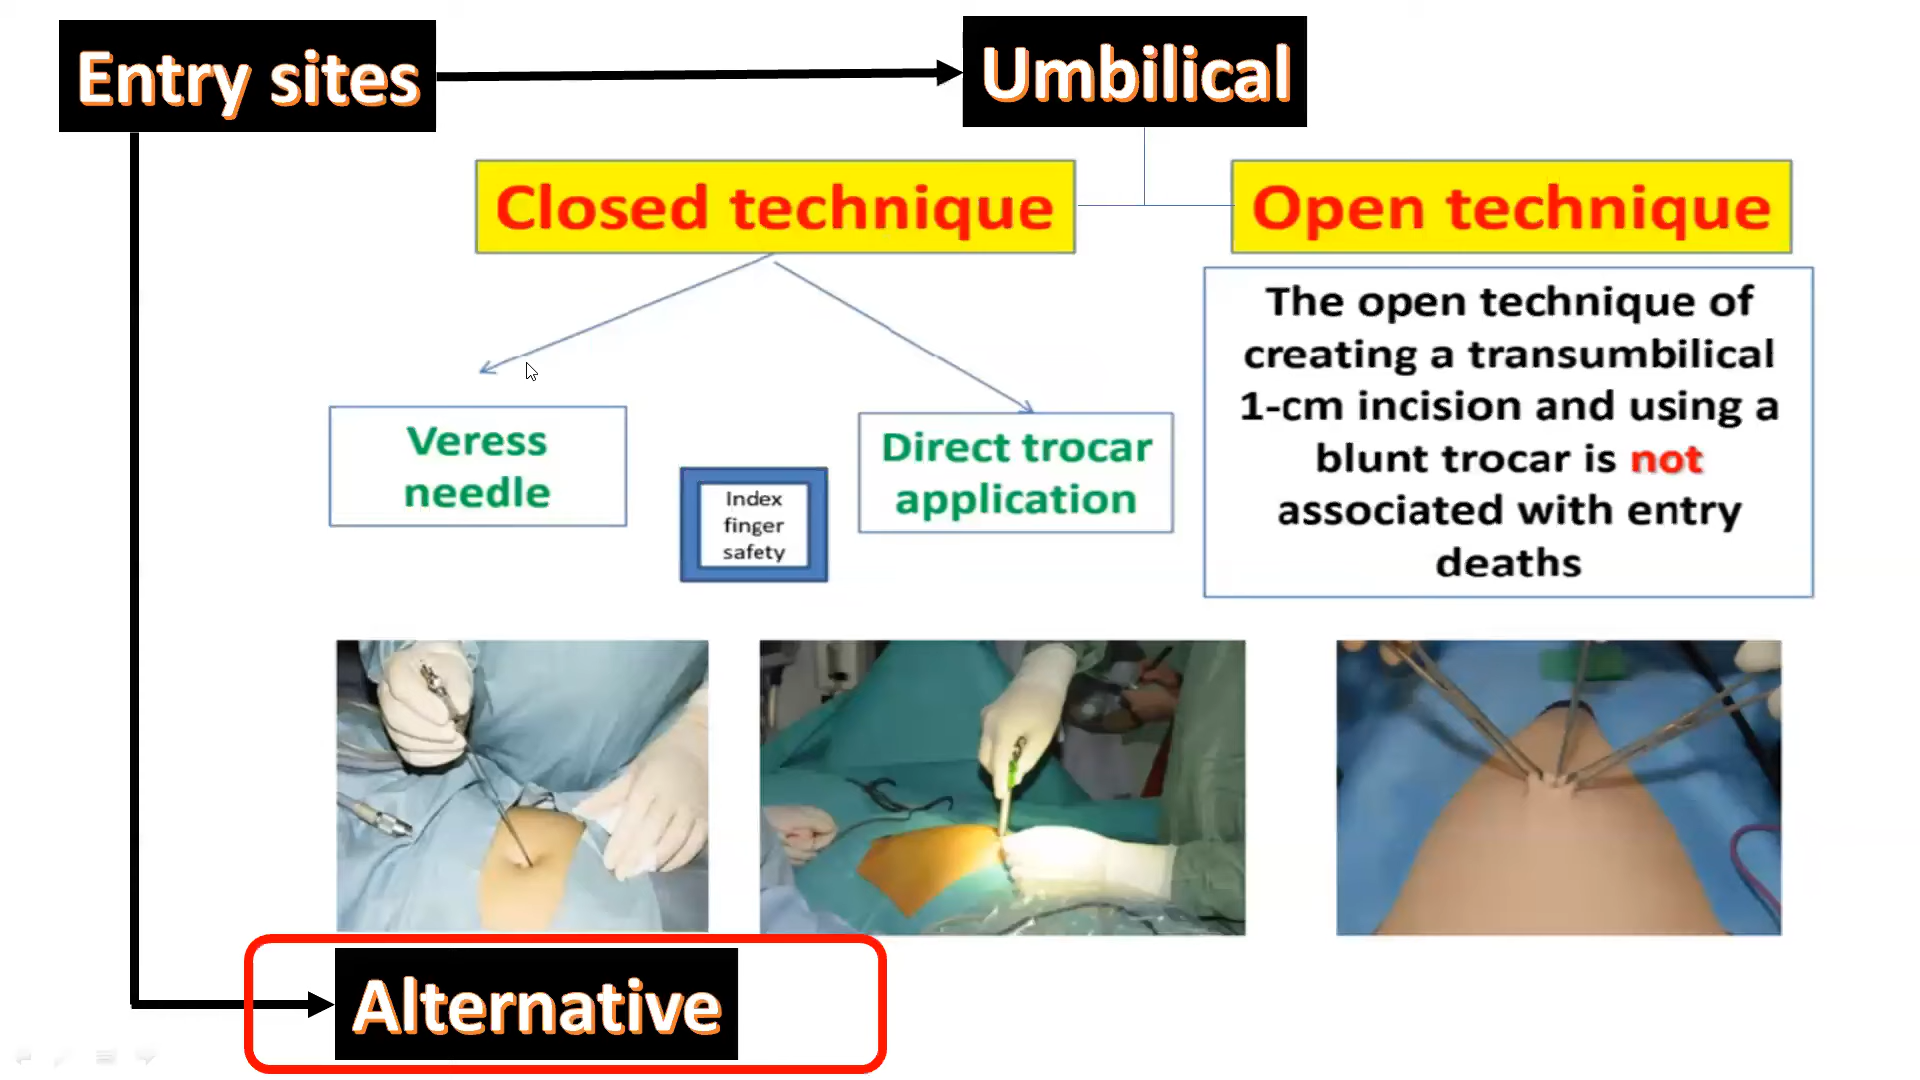 Entry sites
Umbilical
Closed technique
Open technique
The open technique of
creating a transumbilical
1-cm incision and using a
blunt trocar is not
associated with entry
deaths
Veress
needle
Index
finger
safety
Direct trocar
application
Alternative